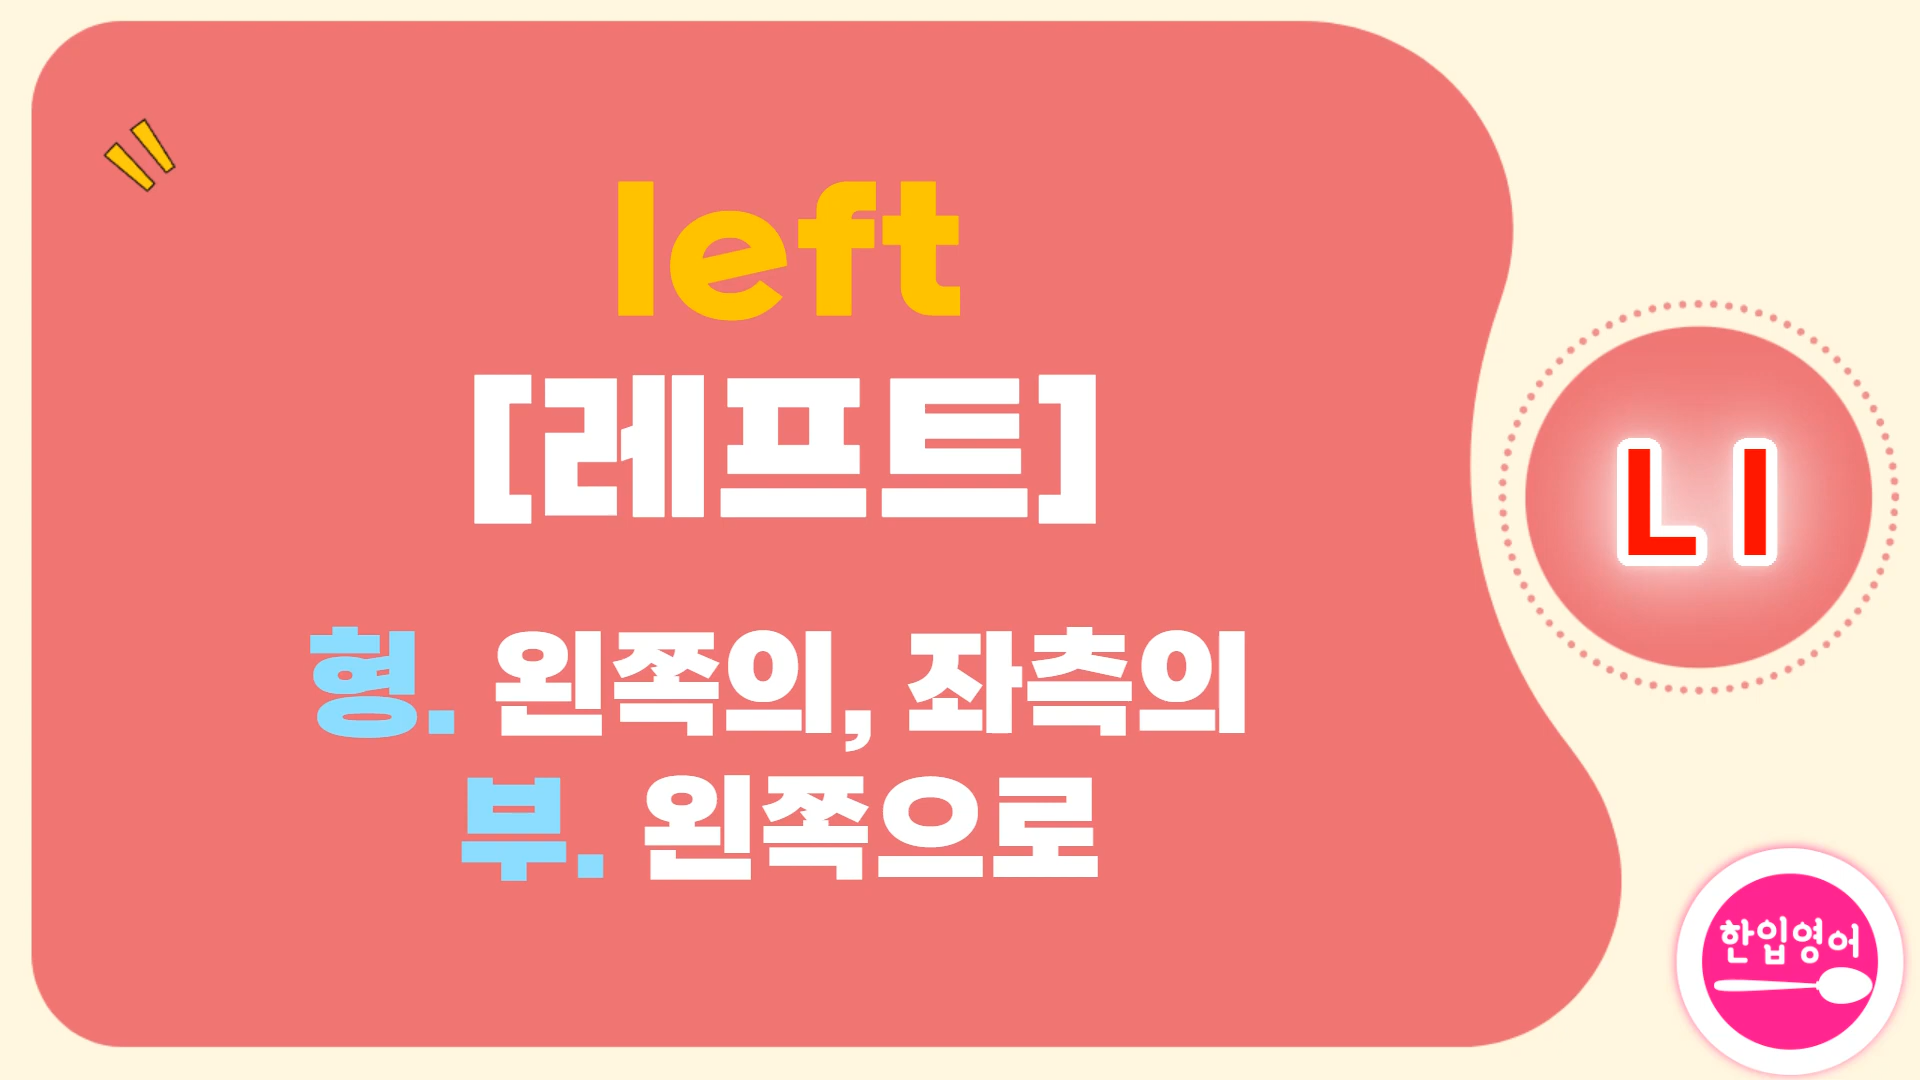 left
[레프트]
형. 왼쪽의, 좌측의
부. 왼쪽으로
L I
한입영어